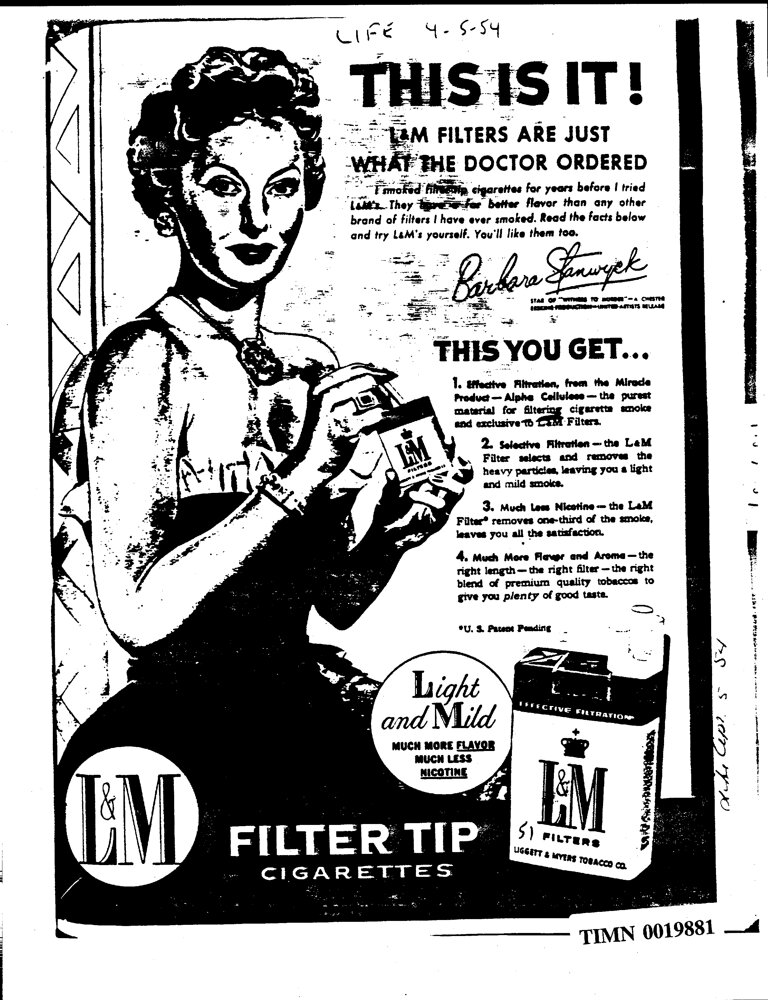 LIFE 4-5-54
THIS IS IT!
L&M FILTERS ARE JUST
WHAT THE DOCTOR ORDERED
I smoked filter tip cigarettes for years before I tried
L&M's. They have a far better flavor than any other
brand of filters I have ever smoked. Read the facts below
and try L&M's yourself. You'll like them too.
Barbara Stanwyck
STAR OF "WITNESS TO MURDER"—A CHESTER
ERSKINE PRODUCTION—UNITED ARTISTS RELEASE
THIS YOU GET...
1. Effective Filtration, from the Miracle
Product—Alpha Cellulose—the purest
material for filtering cigarette smoke
and exclusive to L&M Filters.
2. Selective Filtration—the L&M
Filter selects and removes the
heavy particles, leaving you a light
and mild smoke.
3. Much Less Nicotine—the L&M
Filter* removes one-third of the smoke,
leaves you all the satisfaction.
4. Much More Flavor and Aroma—the
right length—the right filter—the right
blend of premium quality tobaccos to
give you plenty of good taste.
*U. S. Patent Pending
L&M
FILTERS
Light
and Mild
MUCH MORE FLAVOR
MUCH LESS
NICOTINE
EFFECTIVE FILTRATION
L&M
51 FILTERS
LIGGETT & MYERS TOBACCO CO.
L&M
FILTER TIP
CIGARETTES
5 54
TIMN 0019881